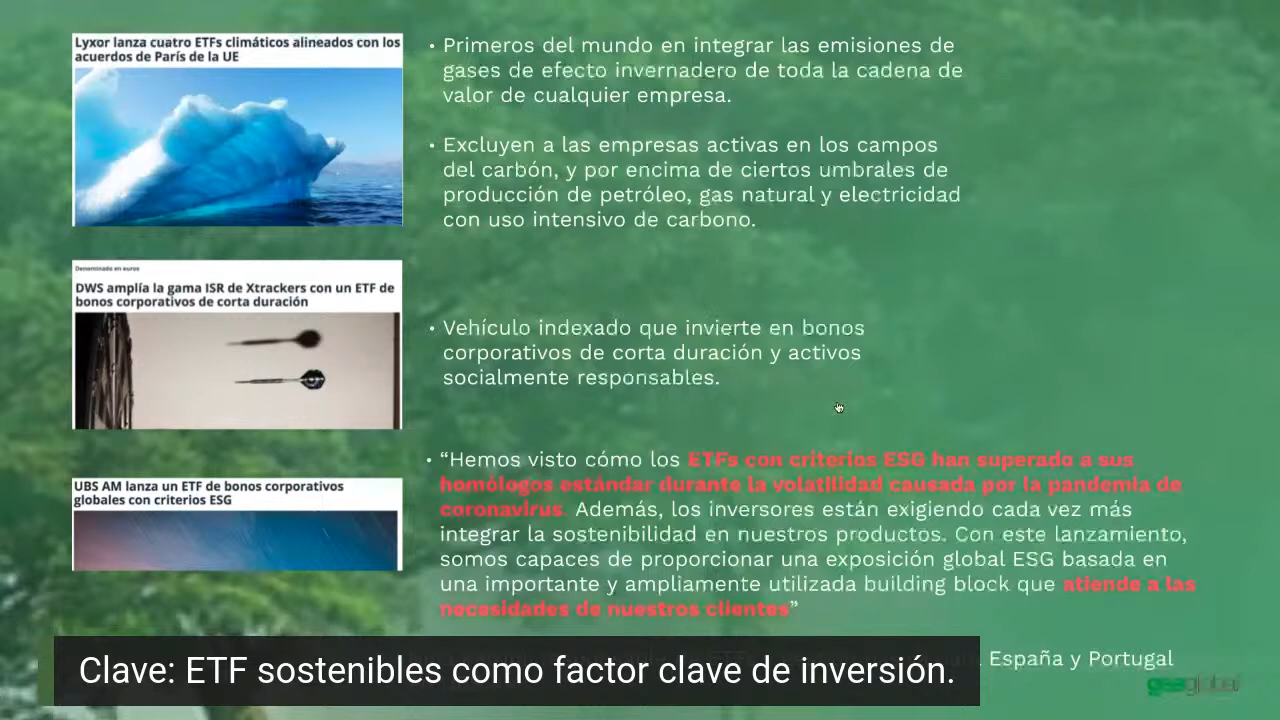 Lyxor lanza cuatro ETFs climáticos alineados con los
acuerdos de París de la UE
• Primeros del mundo en integrar las emisiones de
gases de efecto invernadero de toda la cadena de
valor de cualquier empresa.
• Excluyen a las empresas activas en los campos
del carbón, y por encima de ciertos umbrales de
producción de petróleo, gas natural y electricidad
con uso intensivo de carbono.
Denominado en euros
DWS amplía la gama ISR de Xtrackers con un ETF de
bonos corporativos de corta duración
• Vehículo indexado que invierte en bonos
corporativos de corta duración y activos
socialmente responsables.
UBS AM lanza un ETF de bonos corporativos
globales con criterios ESG
• “Hemos visto cómo los ETFs con criterios ESG han superado a sus
homólogos estándar durante la volatilidad causada por la pandemia de
coronavirus. Además, los inversores están exigiendo cada vez más
integrar la sostenibilidad en nuestros productos. Con este lanzamiento,
somos capaces de proporcionar una exposición global ESG basada en
una importante y ampliamente utilizada building block que atiende a las
necesidades de nuestros clientes”
España y Portugal
Clave: ETF sostenibles como factor clave de inversión.